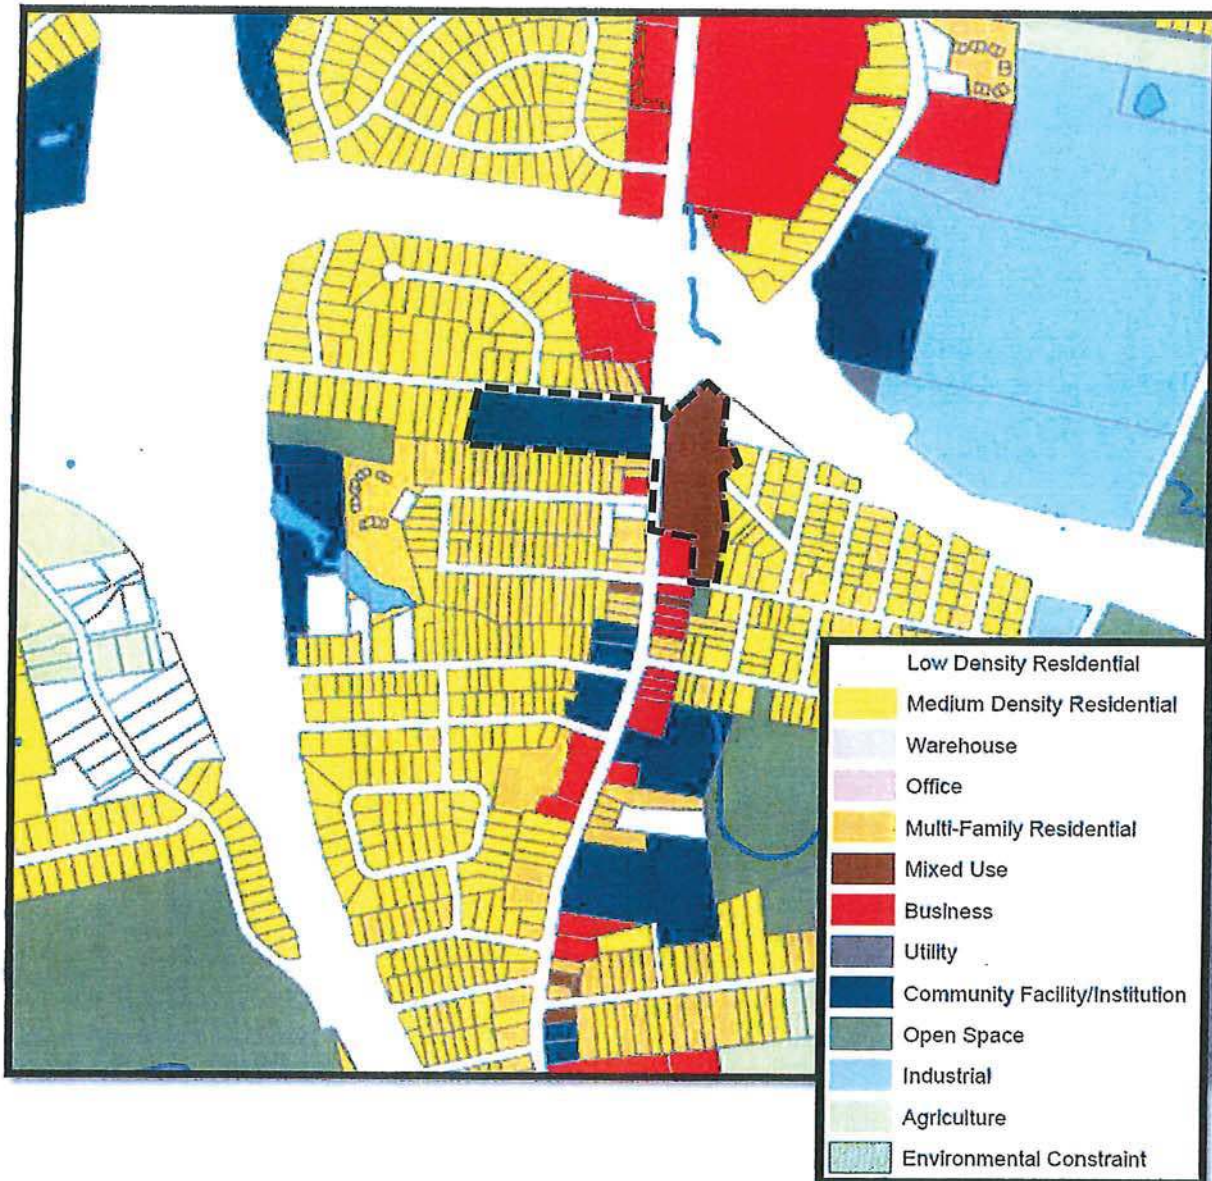 Low Density Residential
Medium Density Residential
Warehouse
Office
Multi-Family Residential
Mixed Use
Business
Utility
Community Facility/Institution
Open Space
Industrial
Agriculture
Environmental Constraint